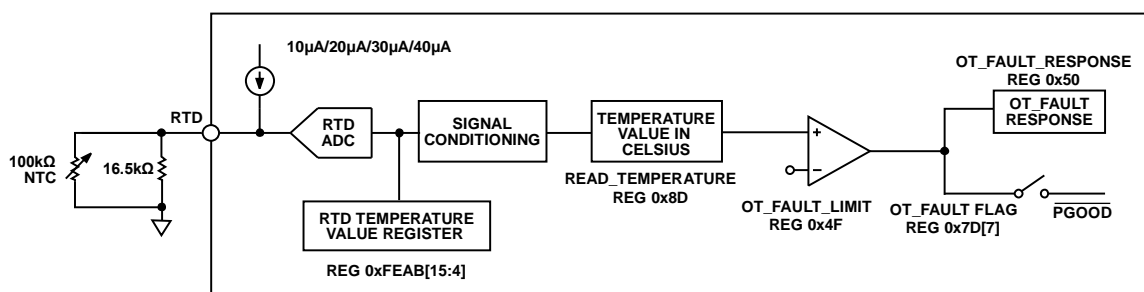 10µA/20µA/30µA/40µA
RTD
100kΩ
NTC
16.5kΩ
RTD
ADC
SIGNAL
CONDITIONING
TEMPERATURE
VALUE IN
CELSIUS
READ_TEMPERATURE
REG 0x8D
RTD TEMPERATURE
VALUE REGISTER
REG 0xFEAB[15:4]
+
–
OT_FAULT_LIMIT
REG 0x4F
OT_FAULT_RESPONSE
REG 0x50
OT_FAULT
RESPONSE
OT_FAULT FLAG
REG 0x7D[7]
PGOOD